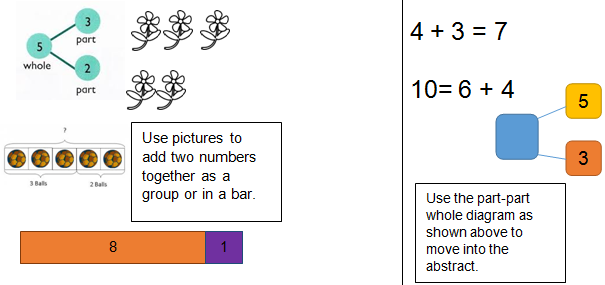 3
part
5
whole
2
part
?
3 Balls
2 Balls
Use pictures to
add two numbers
together as a
group or in a bar.
8
1
4 + 3 = 7
10= 6 + 4
5
3
Use the part-part
whole diagram as
shown above to
move into the
abstract.